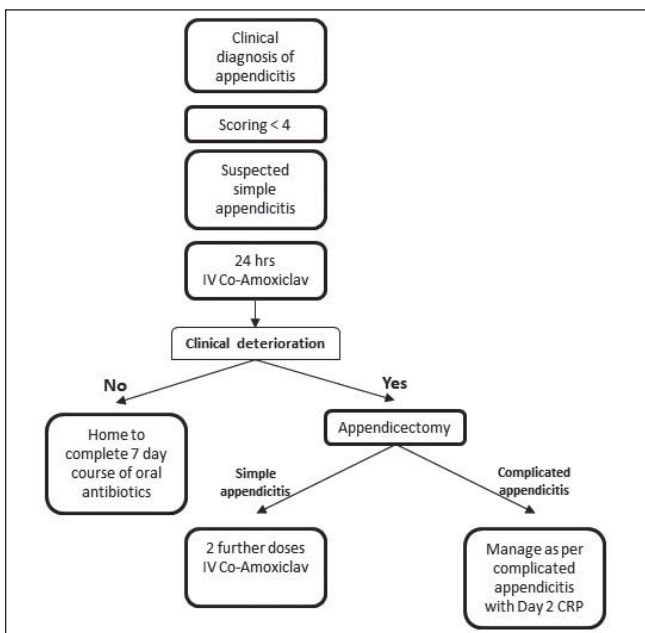 Clinical
diagnosis of
appendicitis
Scoring < 4
Suspected
simple
appendicitis
24 hrs
IV Co-Amoxiclav
Clinical deterioration
No
Yes
Home to
complete 7 day
course of oral
antibiotics
Appendicectomy
Simple
appendicitis
Complicated
appendicitis
2 further doses
IV Co-Amoxiclav
Manage as per
complicated
appendicitis
with Day 2 CRP